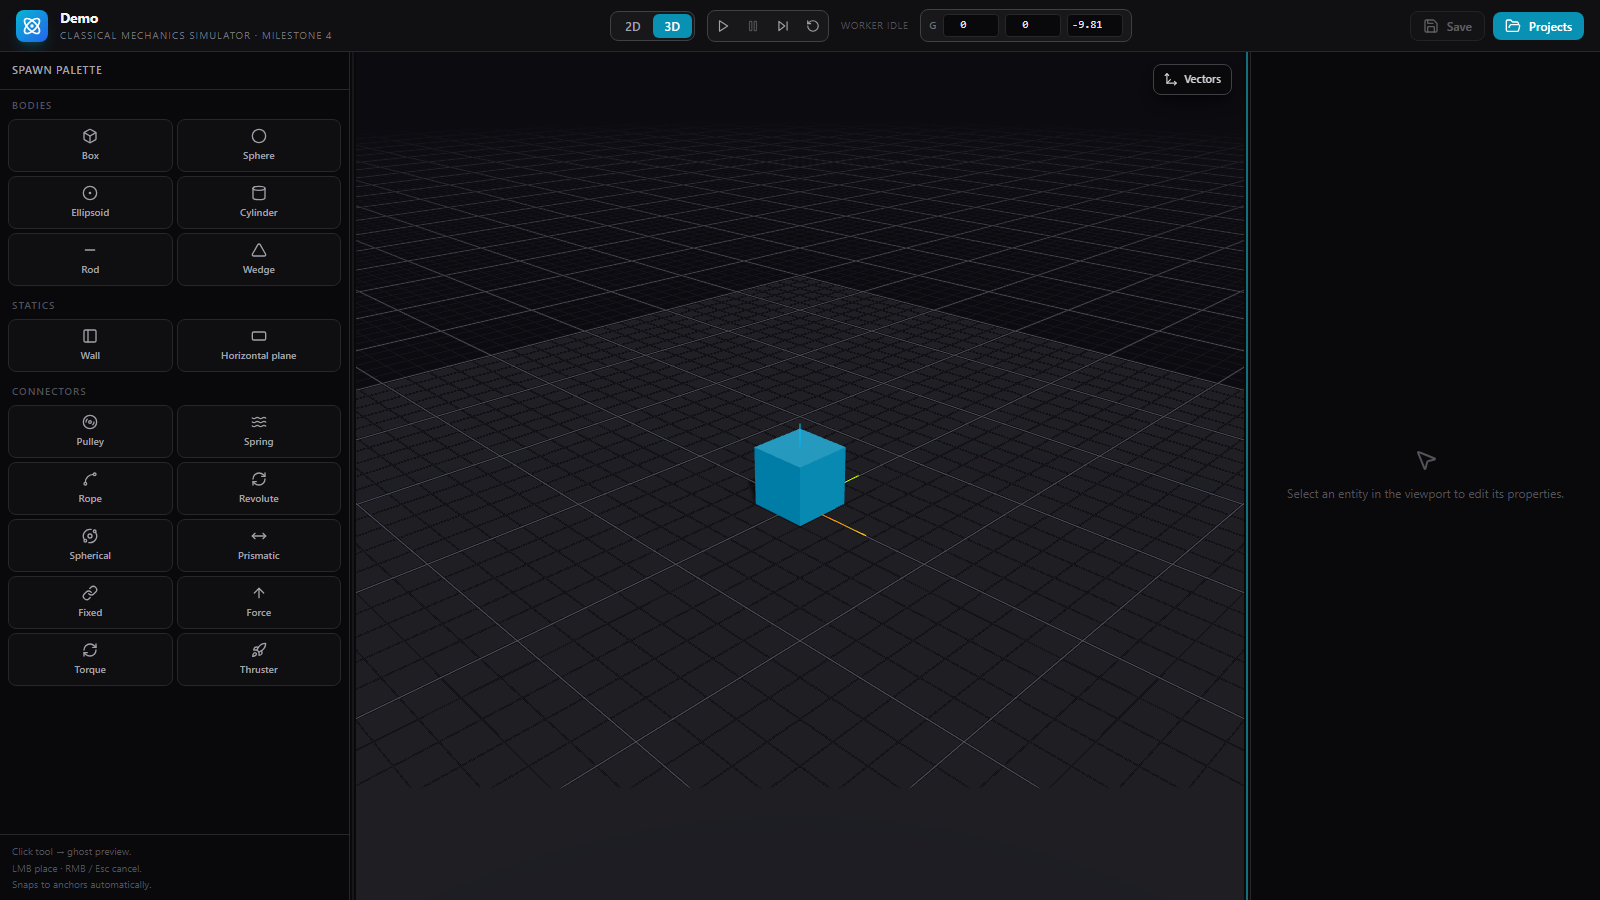 Demo
CLASSICAL MECHANICS SIMULATOR · MILESTONE 4
2D 3D
WORKER IDLE
G 0 0 -9.81
Save
Projects
SPAWN PALETTE
Vectors
BODIES
Box Sphere
Ellipsoid Cylinder
Rod Wedge
STATICS
Wall Horizontal plane
CONNECTORS
Pulley Spring
Rope Revolute
Spherical Prismatic
Fixed Force
Torque Thruster
Select an entity in the viewport to edit its properties.
Click tool → ghost preview.
LMB place · RMB / Esc cancel.
Snaps to anchors automatically.